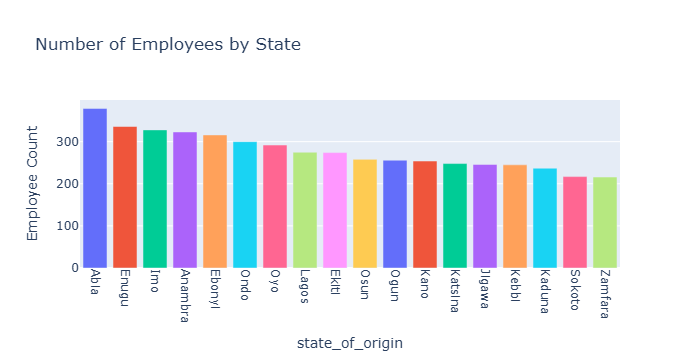 Number of Employees by State
Employee Count
300
200
100
0
Abia
Enugu
Imo
Anambra
Ebonyi
Ondo
Oyo
Lagos
Ekiti
Osun
Ogun
Kano
Katsina
Jigawa
Kebbi
Kaduna
Sokoto
Zamfara
state_of_origin